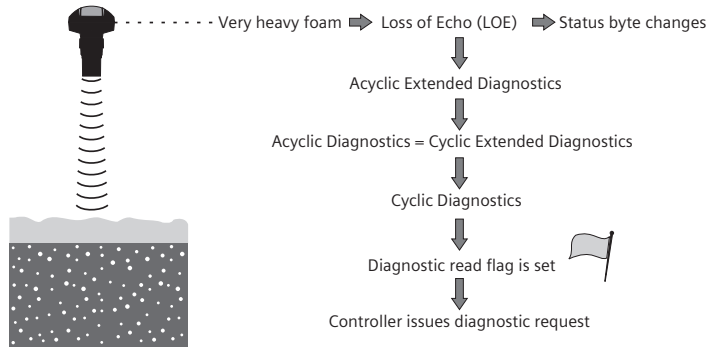 Very heavy foam
Loss of Echo (LOE)
Status byte changes
Acyclic Extended Diagnostics
Acyclic Diagnostics = Cyclic Extended Diagnostics
Cyclic Diagnostics
Diagnostic read flag is set
Controller issues diagnostic request